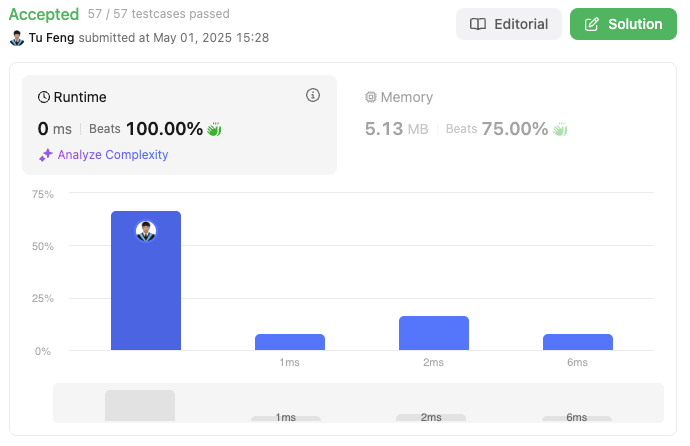 Accepted 57 / 57 testcases passed
Editorial
Solution
Tu Feng submitted at May 01, 2025 15:28
Runtime
0 ms Beats 100.00%
Analyze Complexity
Memory
5.13 MB Beats 75.00%
75%
50%
25%
0%
1ms 2ms 6ms
1ms 2ms 6ms